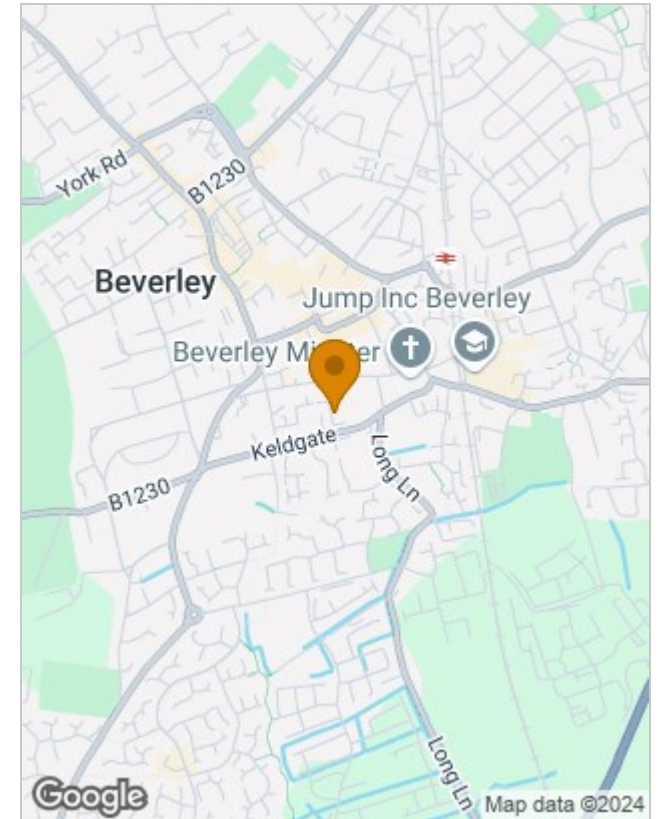 York Rd
B1230
Beverley
Jump Inc Beverley
Beverley Mi ter
Keldgate
Long Ln
B1230
Long Ln
Google
Map data ©2024